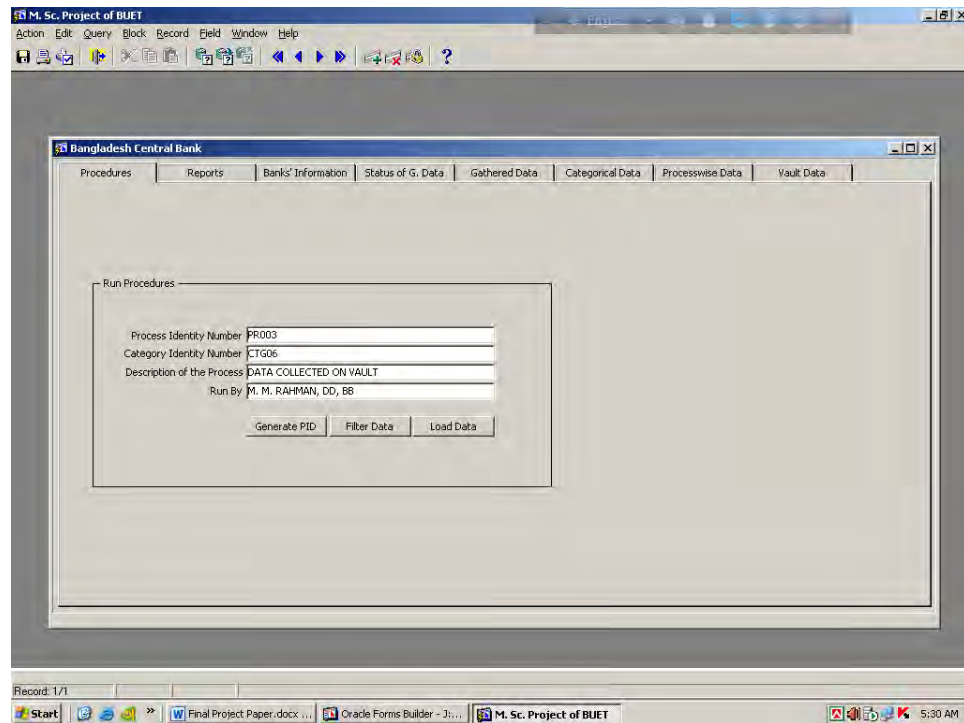 M. Sc. Project of BUET
Action Edit Query Block Record Field Window Help
Bangladesh Central Bank
Procedures Reports Banks' Information Status of G. Data Gathered Data Categorical Data Processwise Data Vault Data
Run Procedures
Process Identity Number PR003
Category Identity Number CTG06
Description of the Process DATA COLLECTED ON VAULT
Run By M. M. RAHMAN, DD, BB
Generate PID Filter Data Load Data
Record: 1/1
Start Final Project Paper.docx ... Oracle Forms Builder - J:... M. Sc. Project of BUET 5:30 AM